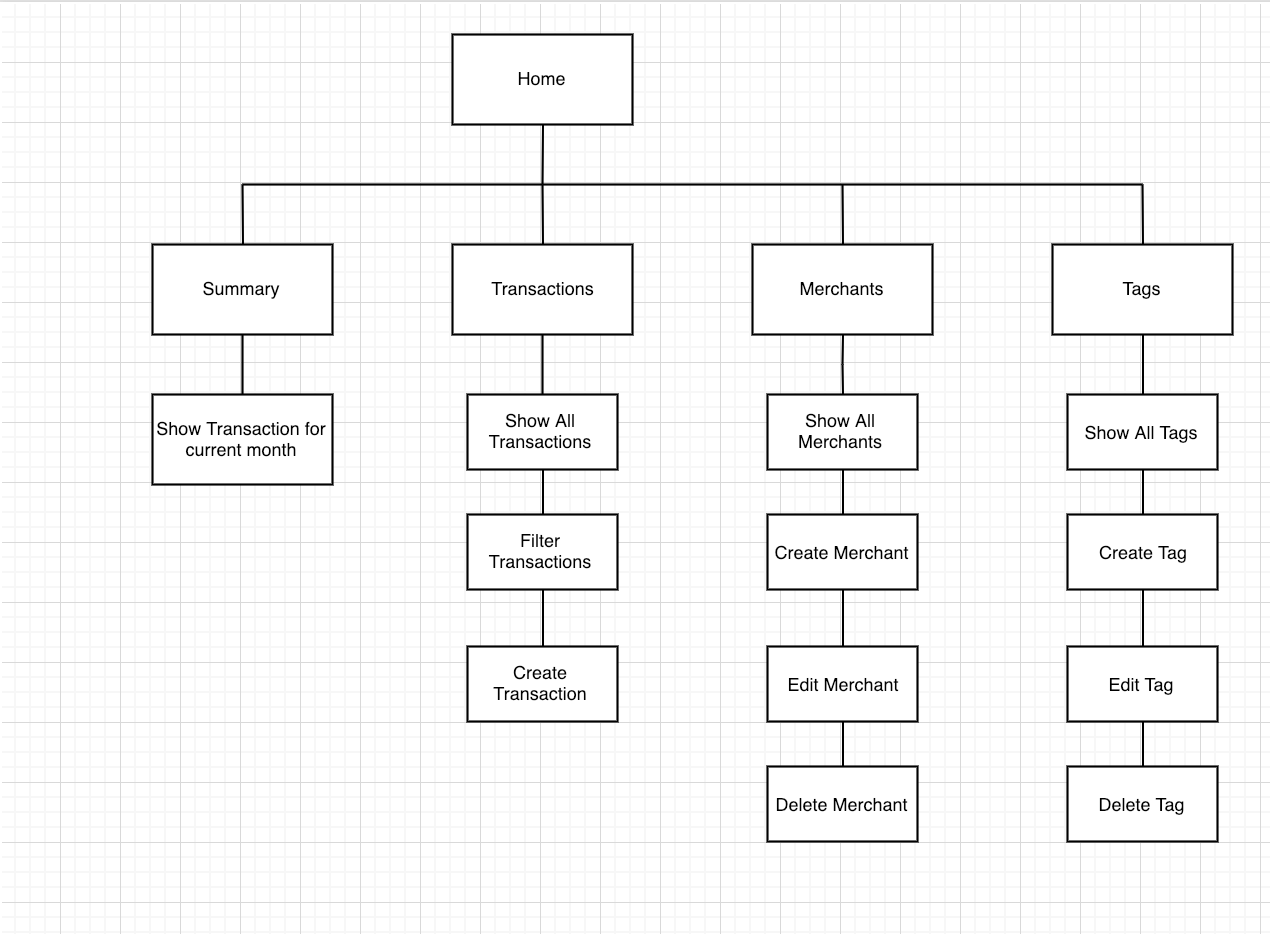 Home
Summary
Transactions
Merchants
Tags
Show Transaction for
current month
Show All
Transactions
Show All
Merchants
Show All Tags
Filter
Transactions
Create Merchant
Create Tag
Create
Transaction
Edit Merchant
Edit Tag
Delete Merchant
Delete Tag